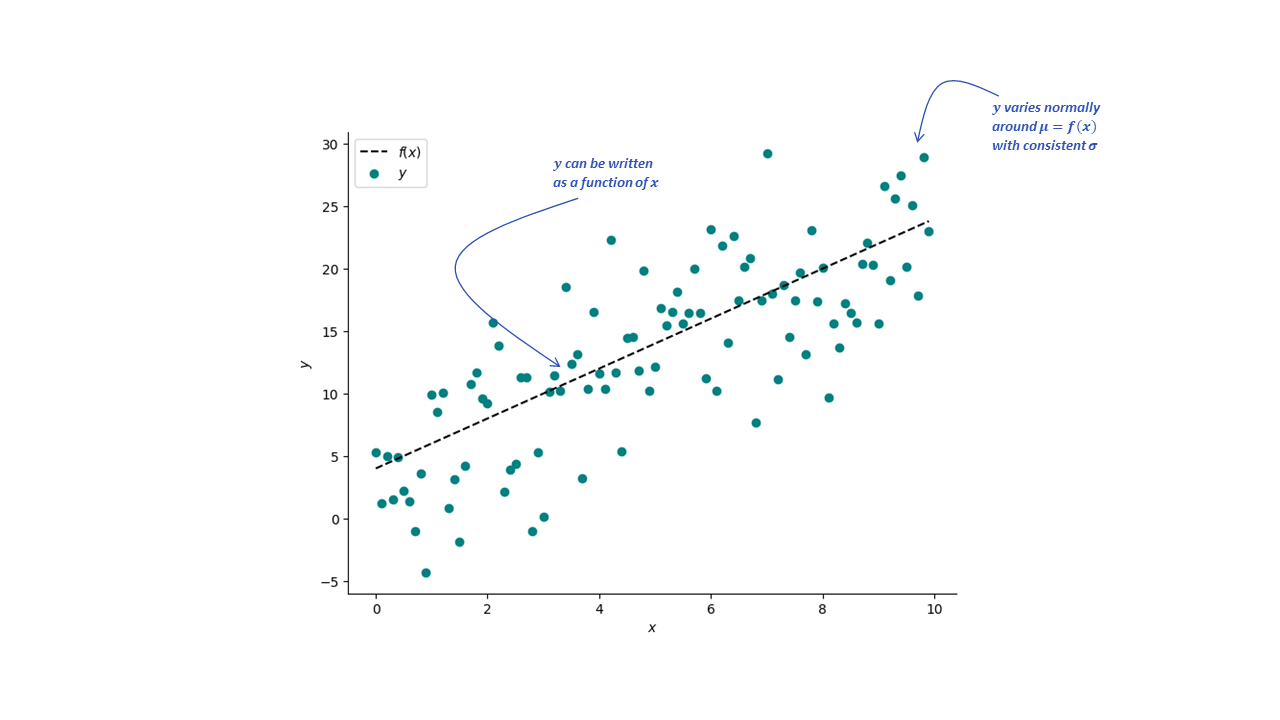 y varies normally
around μ = f(x)
with consistent σ
y can be written
as a function of x
f(x)
y
30
25
20
15
10
5
0
−5
y
0 2 4 6 8 10
x